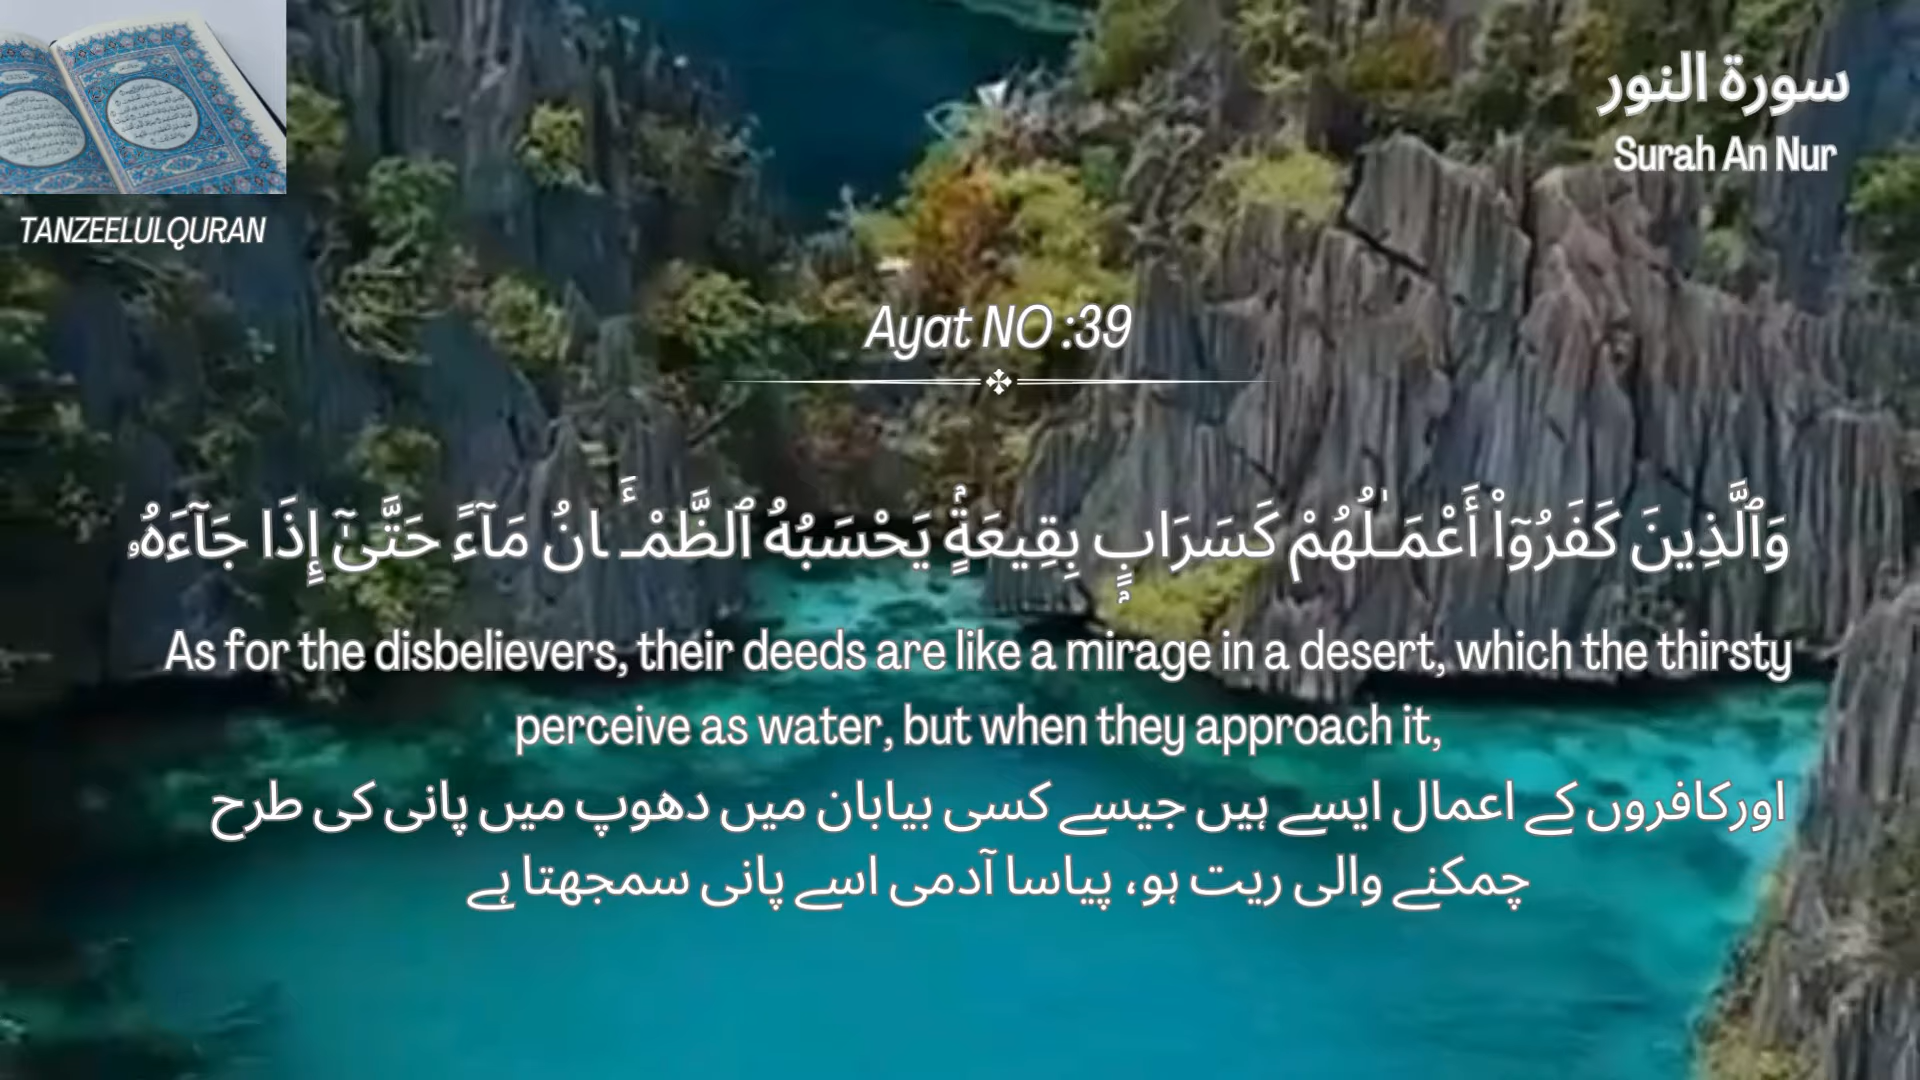 سورة النور
Surah An Nur
TANZEELULQURAN
Ayat NO :39
وَٱلَّذِينَ كَفَرُوٓا۟ أَعْمَـٰلُهُمْ كَسَرَابٍۭ بِقِيعَةٍۢ يَحْسَبُهُ ٱلظَّمْـَٔانُ مَآءً حَتَّىٰٓ إِذَا جَآءَهُۥ
As for the disbelievers, their deeds are like a mirage in a desert, which the thirsty
perceive as water, but when they approach it,
اورکافروں کے اعمال ایسے ہیں جیسے کسی بیابان میں دھوپ میں پانی کی طرح
چمکنے والی ریت ہو، پیاسا آدمی اسے پانی سمجھتا ہے